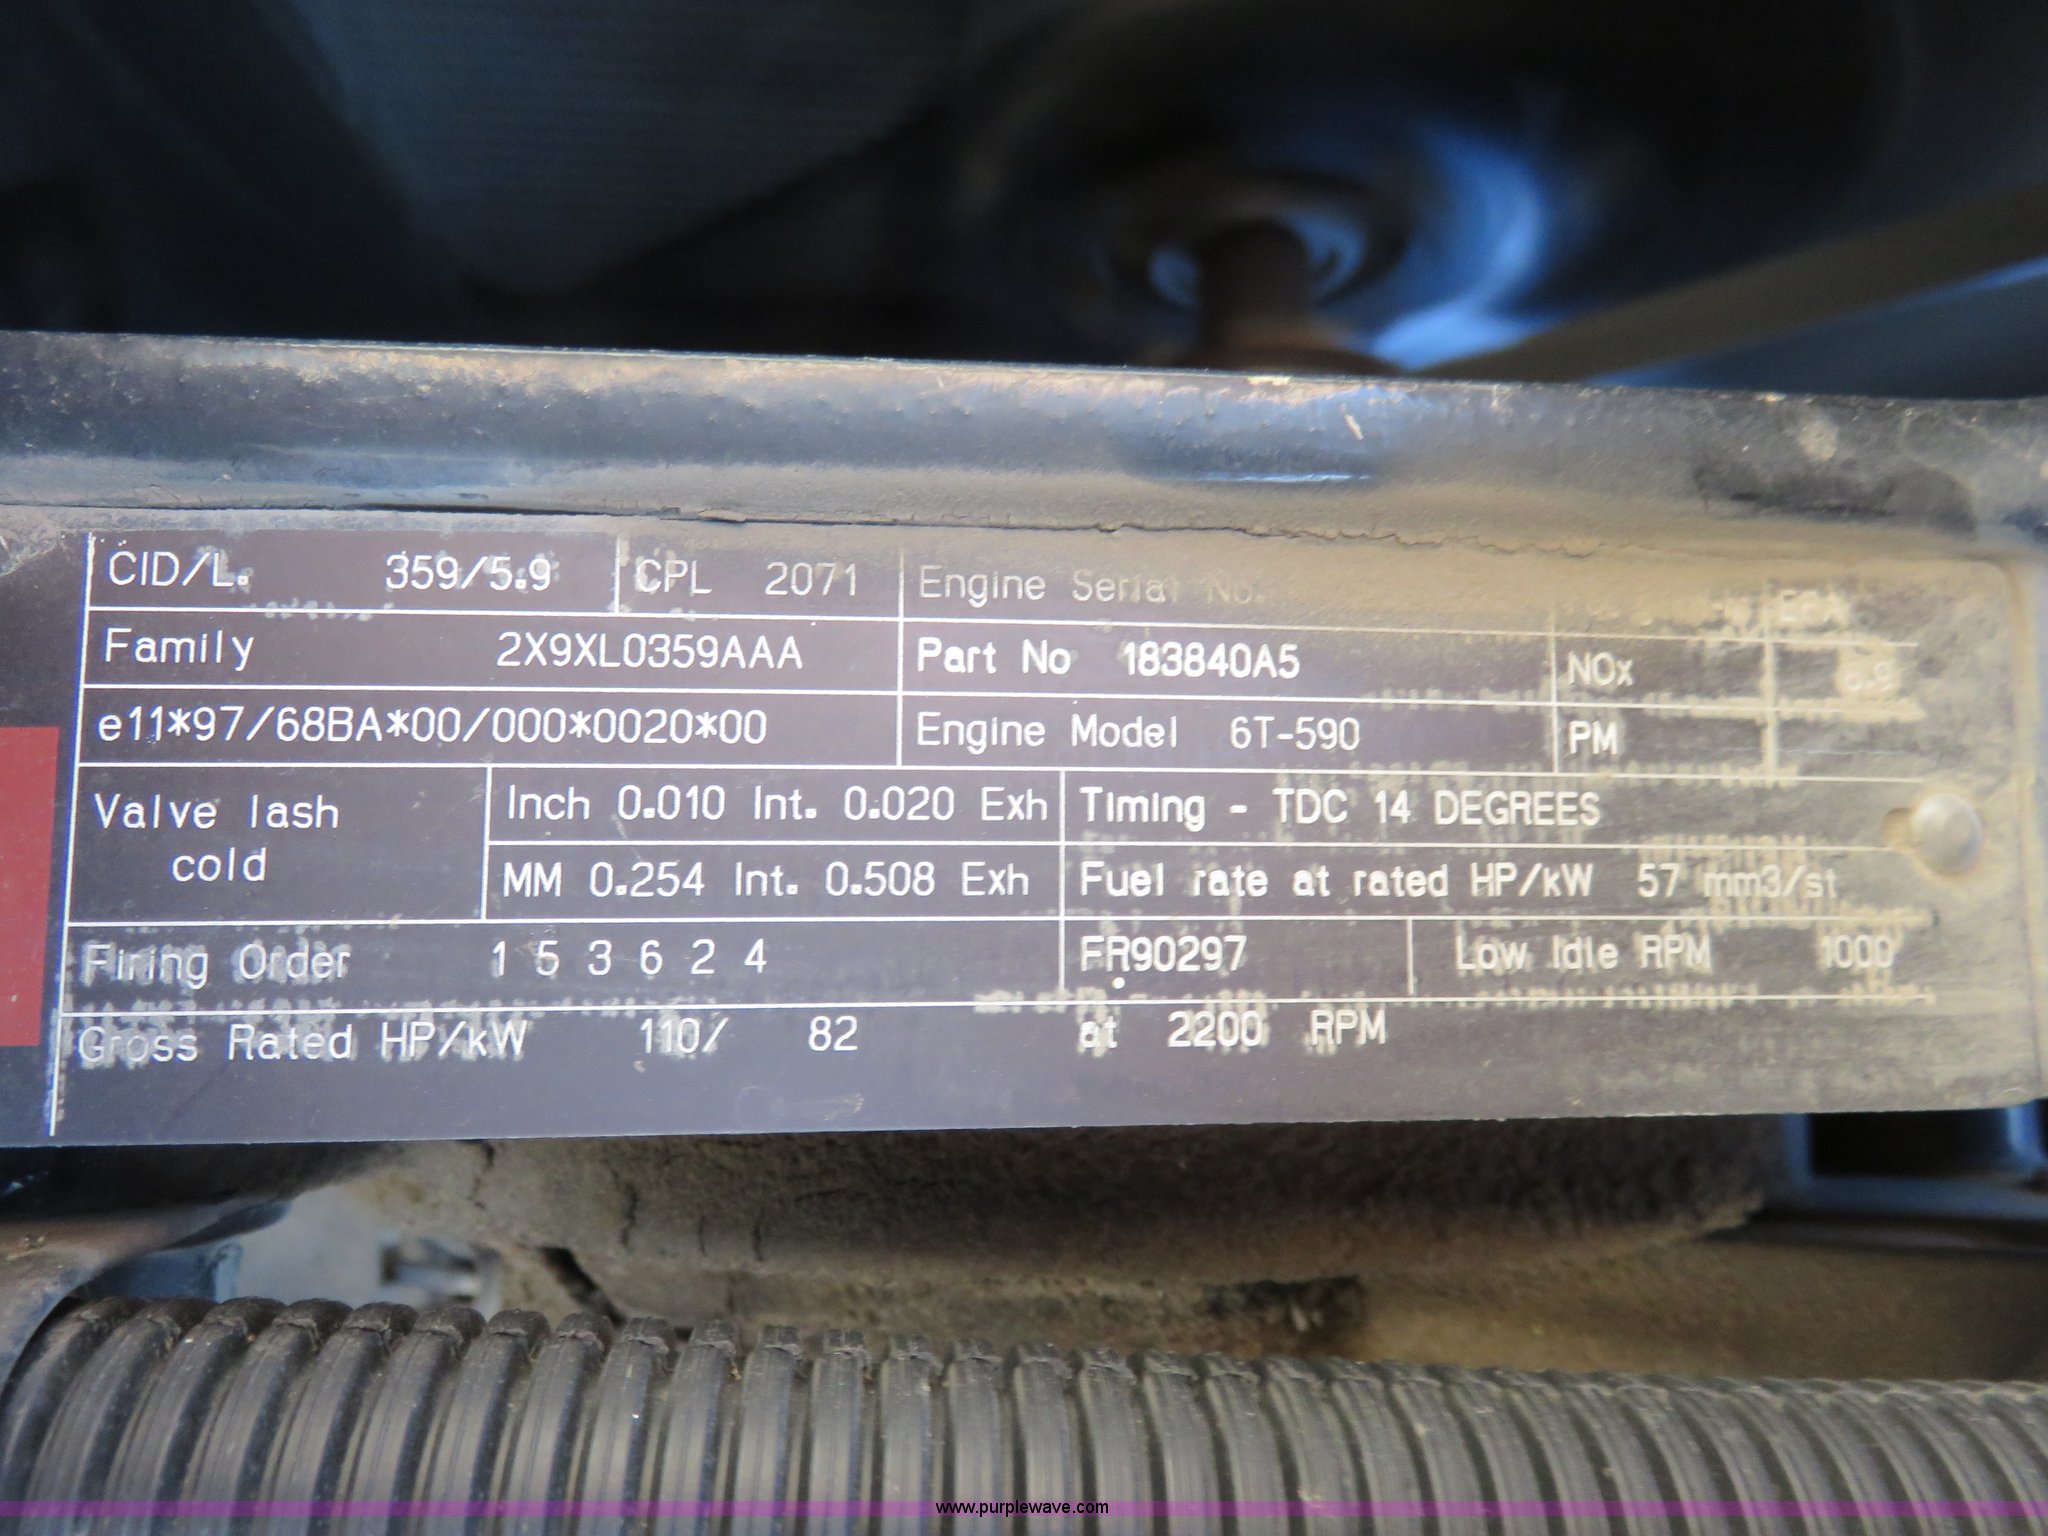 CID/L. 359/5.9 CPL 2071 Engine Serial No.
EPA
Family 2X9XL0359AAA Part No 183840A5 NOx 6.9
e11*97/68BA*00/000*0020*00 Engine Model 6T-590 PM
Valve lash cold Inch 0.010 Int. 0.020 Exh Timing - TDC 14 DEGREES
MM 0.254 Int. 0.508 Exh Fuel rate at rated HP/kW 57 mm3/st
Firing Order 1 5 3 6 2 4 FR90297 Low Idle RPM 1000
Gross Rated HP/kW 110/ 82 at 2200 RPM
www.purplewave.com